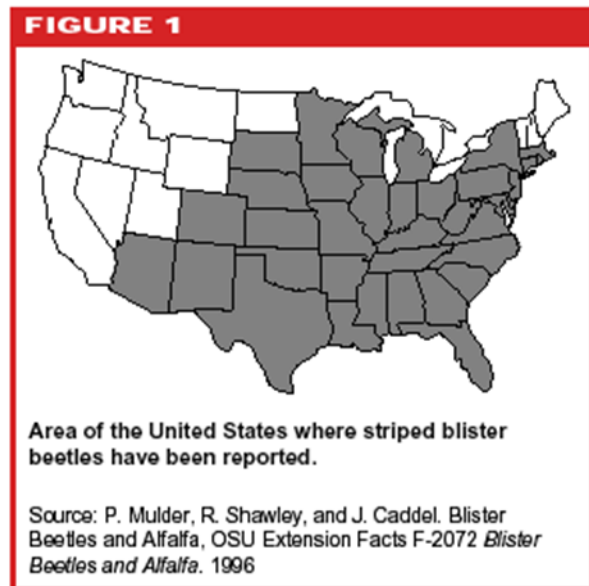 FIGURE 1
Area of the United States where striped blister
beetles have been reported.
Source: P. Mulder, R. Shawley, and J. Caddel. Blister
Beetles and Alfalfa, OSU Extension Facts F-2072 Blister
Beetles and Alfalfa. 1996